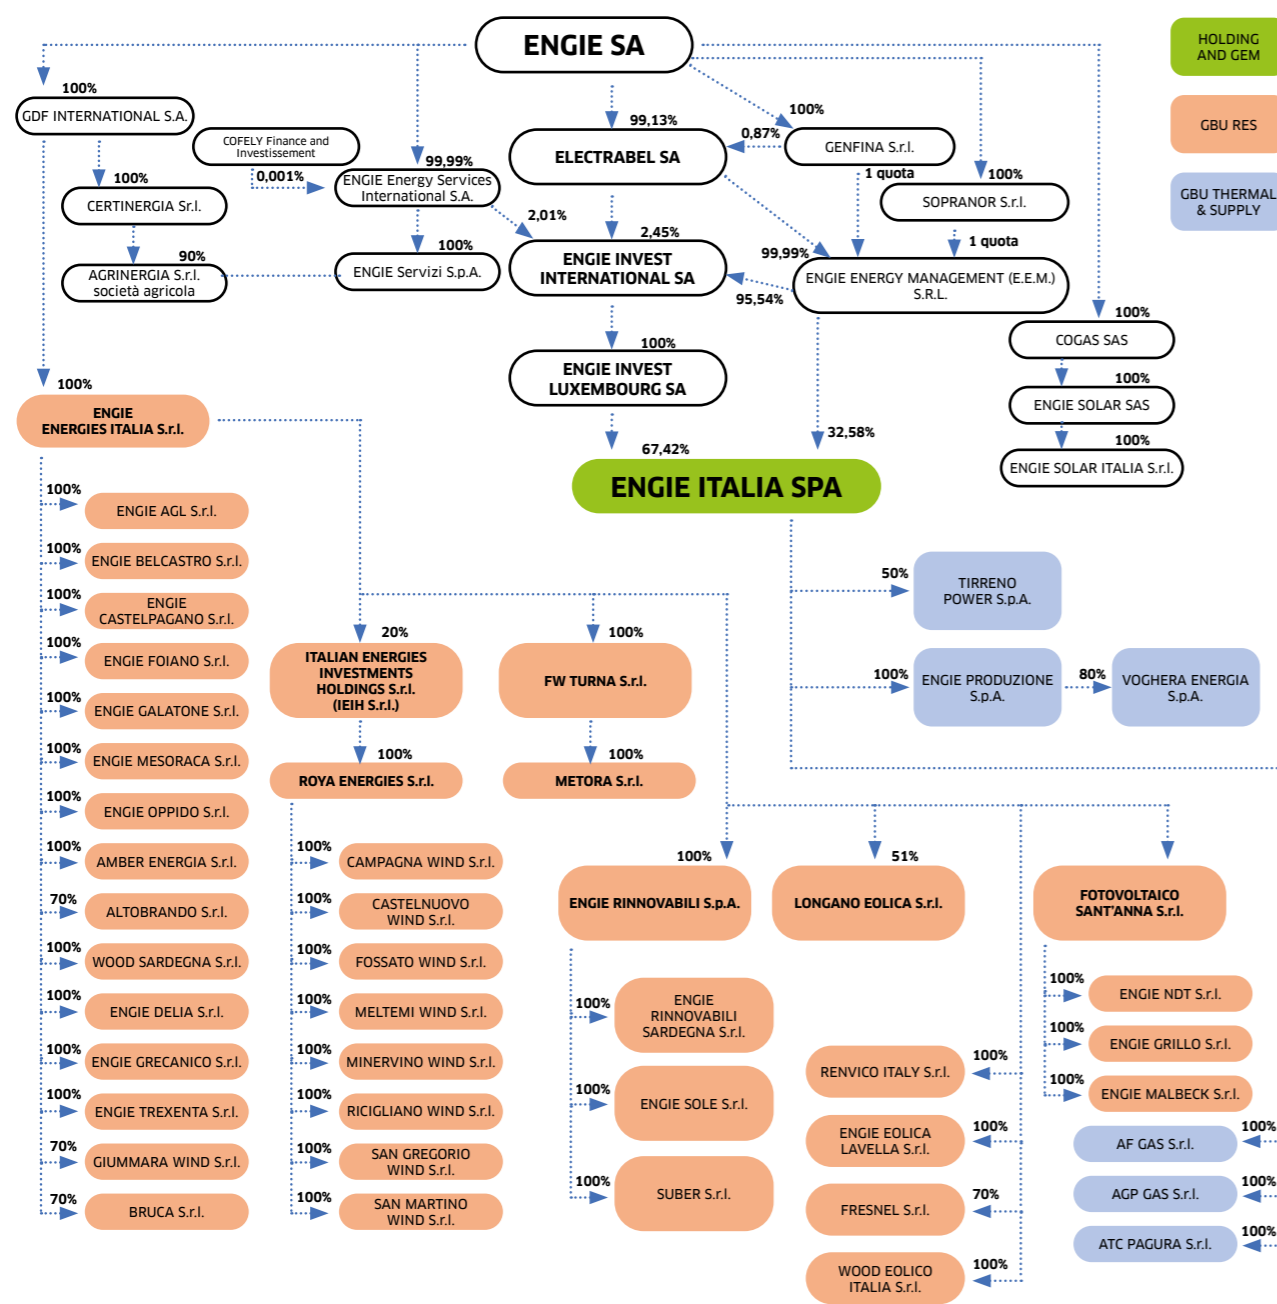 ENGIE SA
HOLDING
AND GEM
GBU RES
GBU THERMAL
& SUPPLY
100%
GDF INTERNATIONAL S.A.
COFELY Finance and
Investissement
0,001%
99,99%
ENGIE Energy Services
International S.A.
99,13%
ELECTRABEL SA
0,87%
100%
GENFINA S.r.l.
1 quota
100%
SOPRANOR S.r.l.
1 quota
100%
CERTINERGIA Sr.l.
90%
AGRINERGIA S.r.l.
società agricola
100%
ENGIE Servizi S.p.A.
2,01%
2,45%
ENGIE INVEST
INTERNATIONAL SA
99,99%
95,54%
ENGIE ENERGY MANAGEMENT (E.E.M.)
S.R.L.
100%
COGAS SAS
100%
ENGIE SOLAR SAS
100%
ENGIE SOLAR ITALIA S.r.l.
100%
ENGIE INVEST
LUXEMBOURG SA
67,42%
32,58%
ENGIE ITALIA SPA
100%
ENGIE
ENERGIES ITALIA S.r.l.
100%
ENGIE AGL S.r.l.
100%
ENGIE BELCASTRO S.r.l.
100%
ENGIE
CASTELPAGANO S.r.l.
100%
ENGIE FOIANO S.r.l.
100%
ENGIE GALATONE S.r.l.
100%
ENGIE MESORACA S.r.l.
100%
ENGIE OPPIDO S.r.l.
100%
AMBER ENERGIA S.r.l.
70%
ALTOBRANDO S.r.l.
100%
WOOD SARDEGNA S.r.l.
100%
ENGIE DELIA S.r.l.
100%
ENGIE GRECANICO S.r.l.
100%
ENGIE TREXENTA S.r.l.
70%
GIUMMARA WIND S.r.l.
70%
BRUCA S.r.l.
20%
ITALIAN ENERGIES
INVESTMENTS
HOLDINGS S.r.l.
(IEIH S.r.l.)
100%
ROYA ENERGIES S.r.l.
100%
CAMPAGNA WIND S.r.l.
100%
CASTELNUOVO
WIND S.r.l.
100%
FOSSATO WIND S.r.l.
100%
MELTEMI WIND S.r.l.
100%
MINERVINO WIND S.r.l.
100%
RICIGLIANO WIND S.r.l.
100%
SAN GREGORIO
WIND S.r.l.
100%
SAN MARTINO
WIND S.r.l.
100%
FW TURNA S.r.l.
100%
METORA S.r.l.
50%
TIRRENO
POWER S.p.A.
100%
ENGIE PRODUZIONE
S.p.A.
80%
VOGHERA ENERGIA
S.p.A.
100%
ENGIE RINNOVABILI S.p.A.
100%
ENGIE
RINNOVABILI
SARDEGNA S.r.l.
100%
ENGIE SOLE S.r.l.
100%
SUBER S.r.l.
51%
LONGANO EOLICA S.r.l.
RENVICO ITALY S.r.l.
100%
ENGIE EOLICA
LAVELLA S.r.l.
100%
FRESNEL S.r.l.
70%
WOOD EOLICO
ITALIA S.r.l.
100%
FOTOVOLTAICO
SANT'ANNA S.r.l.
100%
ENGIE NDT S.r.l.
100%
ENGIE GRILLO S.r.l.
100%
ENGIE MALBECK S.r.l.
AF GAS S.r.l.
100%
AGP GAS S.r.l.
100%
ATC PAGURA S.r.l.
100%